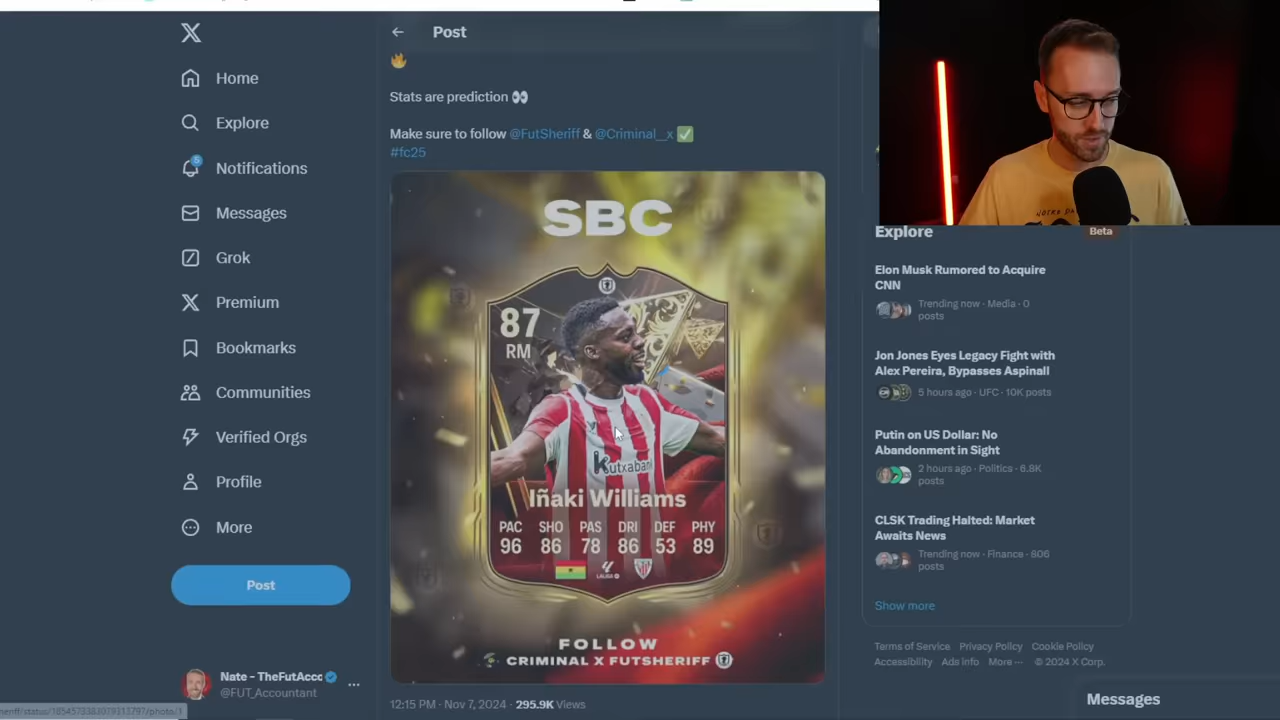 Post
Home
Explore
Notifications
5
Messages
Grok
Premium
Bookmarks
Communities
Verified Orgs
Profile
More
Post
Nate - TheFutAcc
@FUT_Accountant
🔥
Stats are prediction 👀
Make sure to follow @FutSheriff & @Criminal__x ✅
#fc25
SBC
87
RM
Kutxabank
Iñaki Williams
PAC SHO PAS DRI DEF PHY
96 86 78 86 53 89
LALIGA
FOLLOW
CRIMINAL X FUTSHERIFF
12:15 PM · Nov 7, 2024 · 295.9K Views
Explore
Beta
Elon Musk Rumored to Acquire
CNN
Trending now · Media · 0
posts
Jon Jones Eyes Legacy Fight with
Alex Pereira, Bypasses Aspinall
5 hours ago · UFC · 10K posts
Putin on US Dollar: No
Abandonment in Sight
2 hours ago · Politics · 6.8K
posts
CLSK Trading Halted: Market
Awaits News
Trending now · Finance · 806
posts
Show more
Terms of Service Privacy Policy Cookie Policy
Accessibility Ads info More ··· © 2024 X Corp.
Messages